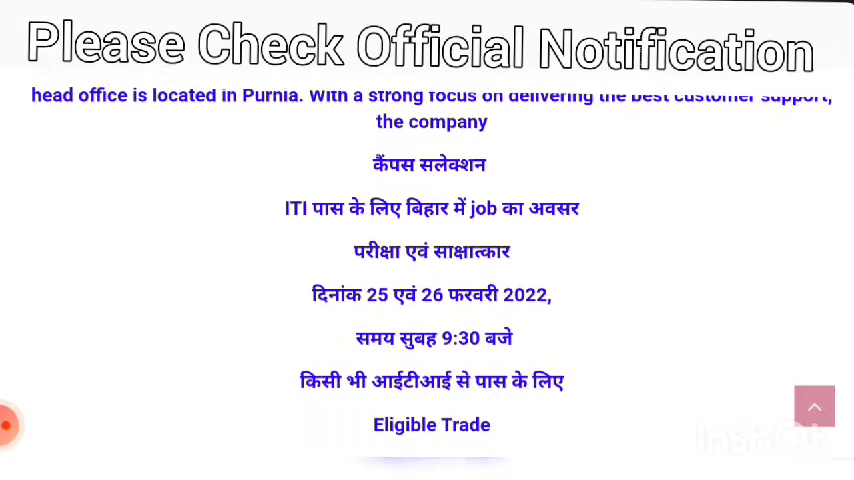 Please Check Official Notification
head office is located in Purnia. With a strong focus on delivering the best customer support,
the company
कैंपस सलेक्शन
ITI पास के लिए बिहार में job का अवसर
परीक्षा एवं साक्षात्कार
दिनांक 25 एवं 26 फरवरी 2022,
समय सुबह 9:30 बजे
किसी भी आईटीआई से पास के लिए
Eligible Trade